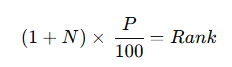 (1 + N) × P/100 = Rank